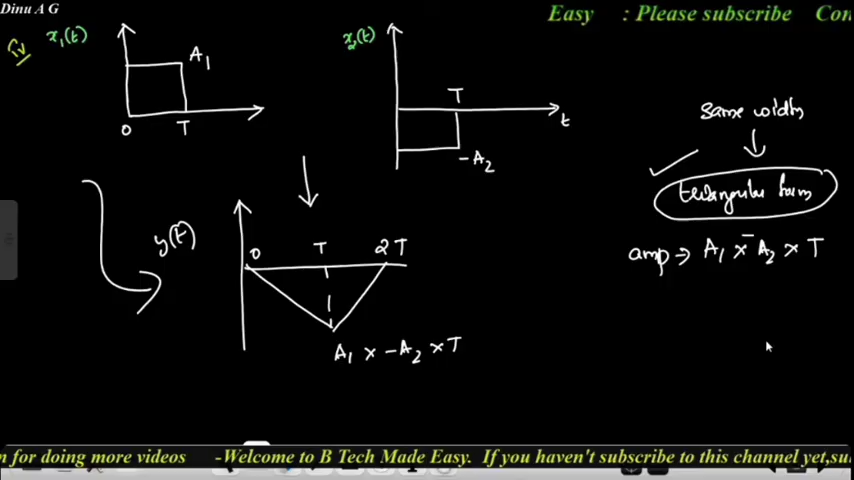 Dinu A G
Easy : Please subscribe Con
iv
x₁(t)
A₁
0 T
x₂(t)
T
t
-A₂
same width
triangular form
amp → A₁ x -A₂ x T
y(t)
0 T 2T
A₁ x -A₂ x T
n for doing more videos -Welcome to B Tech Made Easy. If you haven't subscribe to this channel yet,su